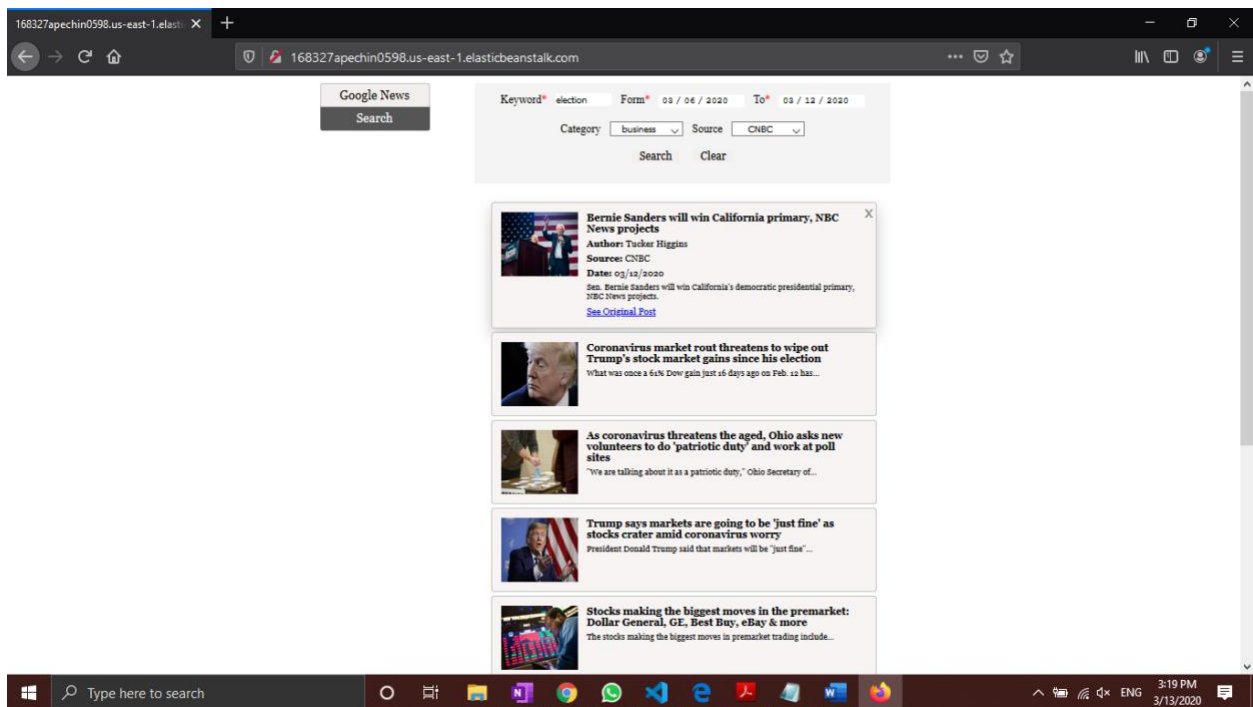 168327apechin0598.us-east-1.elasti
168327apechin0598.us-east-1.elasticbeanstalk.com
Google News
Search
Keyword* election Form* 03 / 06 / 2020 To* 03 / 12 / 2020
Category business Source CNBC
Search Clear
Bernie Sanders will win California primary, NBC
News projects
X
Author: Tucker Higgins
Source: CNBC
Date: 03/12/2020
Sen. Bernie Sanders will win California's democratic presidential primary,
NBC News projects.
See Original Post
Coronavirus market rout threatens to wipe out
Trump's stock market gains since his election
What was once a 61% Dow gain just 16 days ago on Feb. 12 has...
As coronavirus threatens the aged, Ohio asks new
volunteers to do 'patriotic duty' and work at poll
sites
"We are talking about it as a patriotic duty," Ohio Secretary of...
Trump says markets are going to be 'just fine' as
stocks crater amid coronavirus worry
President Donald Trump said that markets will be "just fine"...
Stocks making the biggest moves in the premarket:
Dollar General, GE, Best Buy, eBay & more
The stocks making the biggest moves in premarket trading include...
Type here to search
ENG
3:19 PM
3/13/2020